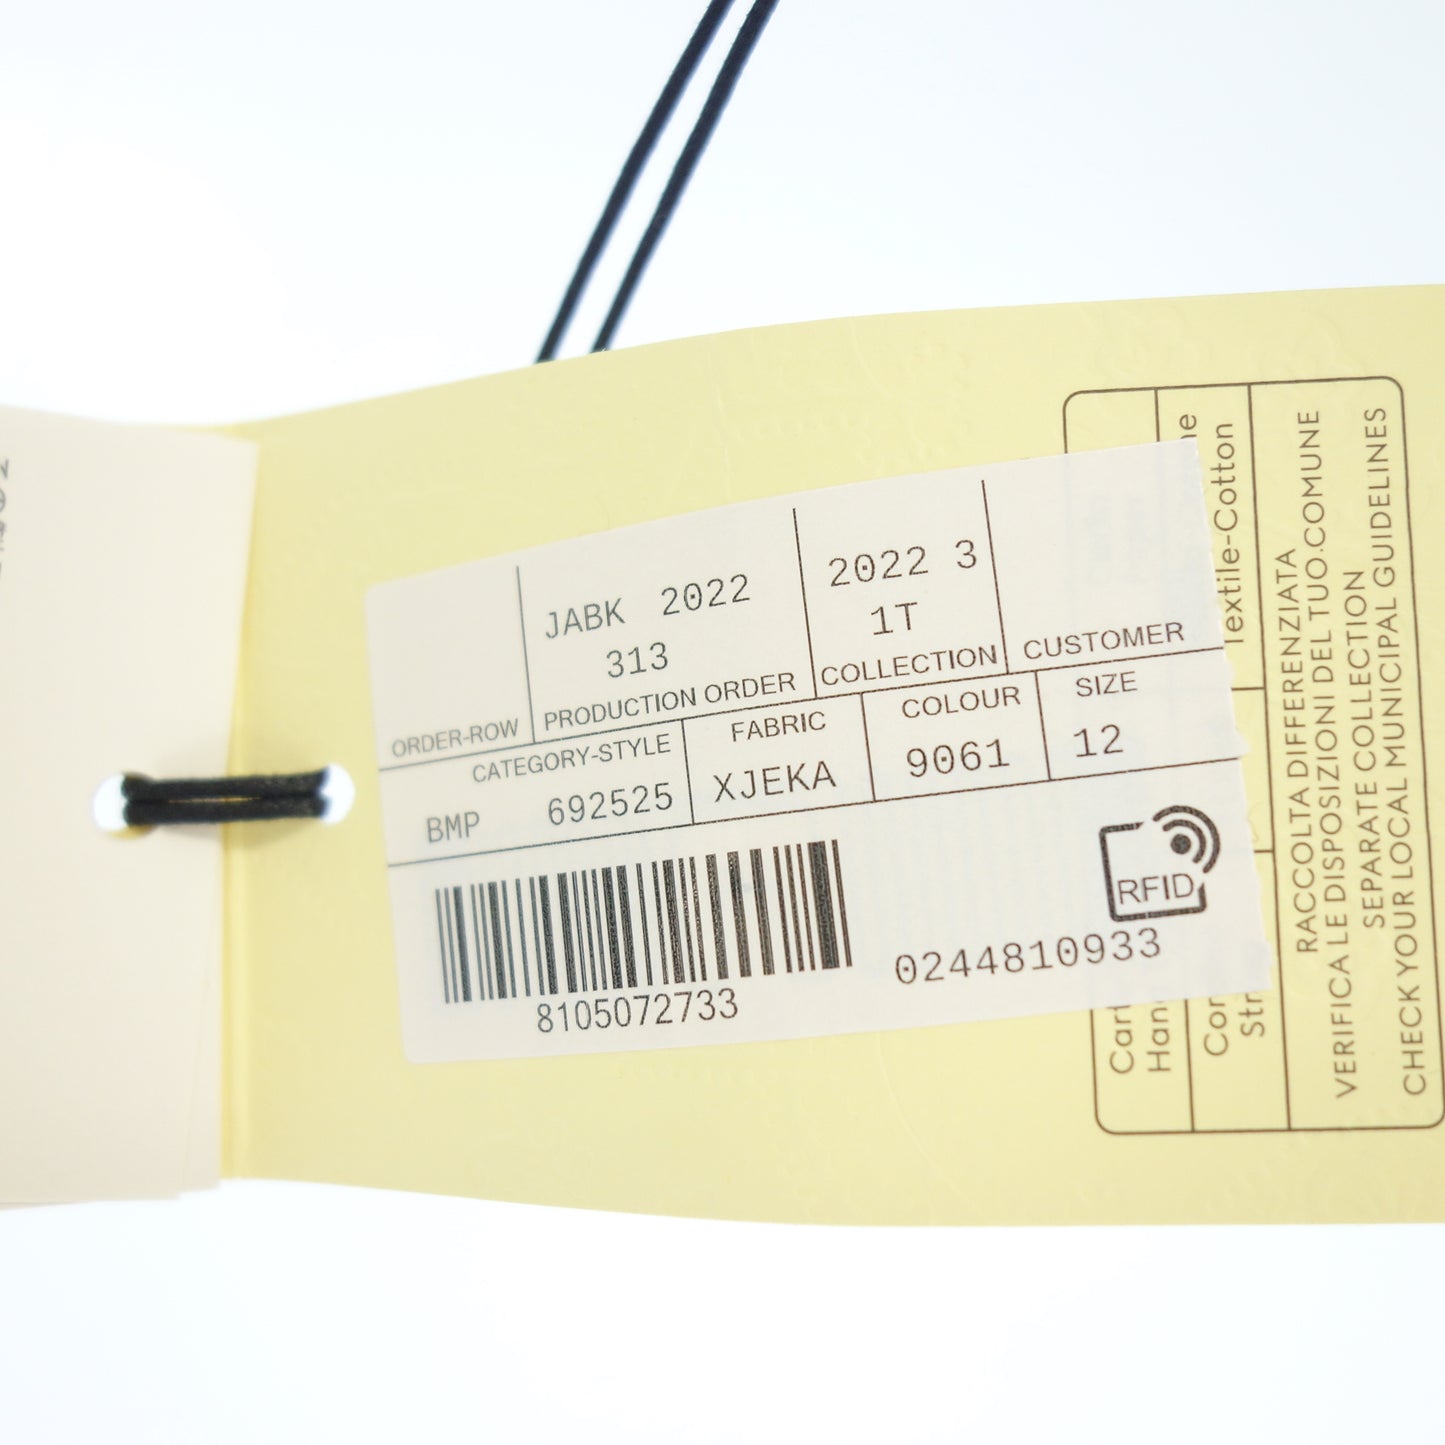 JABK 2022
313
2022 3
1T
ORDER-ROW
PRODUCTION ORDER
COLLECTION
CUSTOMER
CATEGORY-STYLE
FABRIC
COLOUR
SIZE
BMP 692525
XJEKA
9061
12
RFID
8105072733
0244810933
Textile-Cotton
RACCOLTA DIFFERENZIATA
VERIFICA LE DISPOSIZIONI DEL TUO.COMUNE
SEPARATE COLLECTION
CHECK YOUR LOCAL MUNICIPAL GUIDELINES